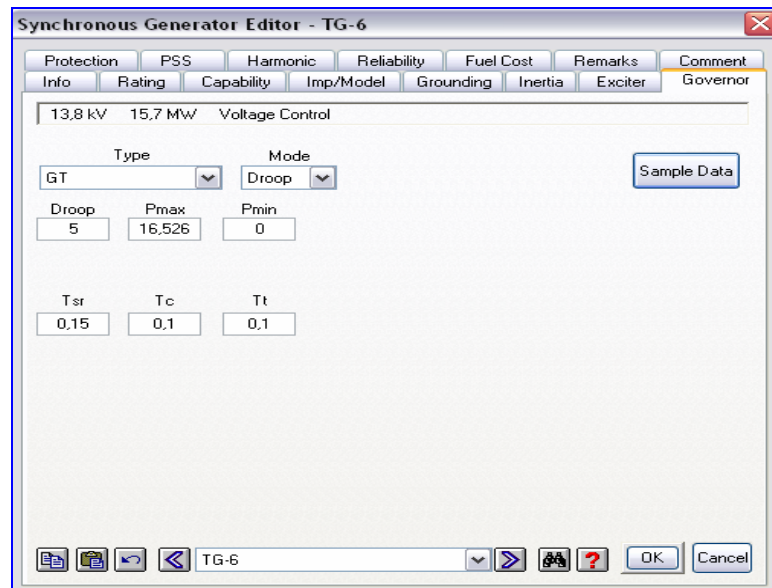 Synchronous Generator Editor - TG-6
Protection PSS Harmonic Reliability Fuel Cost Remarks Comment
Info Rating Capability Imp/Model Grounding Inertia Exciter Governor
13,8 kV 15,7 MW Voltage Control
Type Mode
GT Droop Sample Data
Droop Pmax Pmin
5 16,526 0
Tsr Tc Tt
0,15 0,1 0,1
TG-6 ? OK Cancel